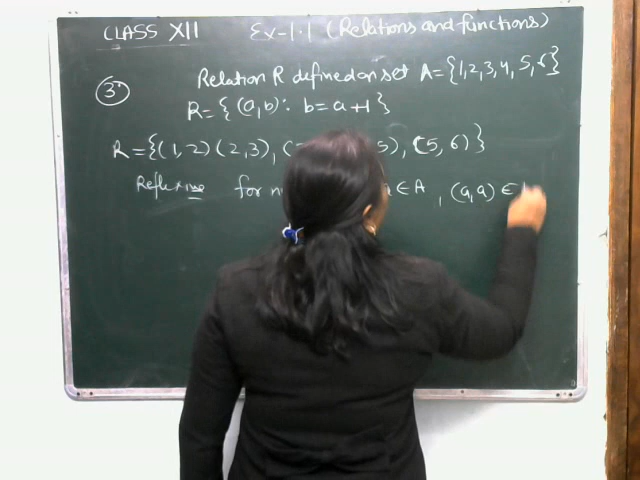 CLASS XII Ex-1.1 (Relations and functions)
3. Relation R defined on set A={1,2,3,4,5,6}
R={(a,b): b=a+1}
R={(1,2)(2,3),( 5),(5,6)}
Reflexive for ∈A, (a,a)∈